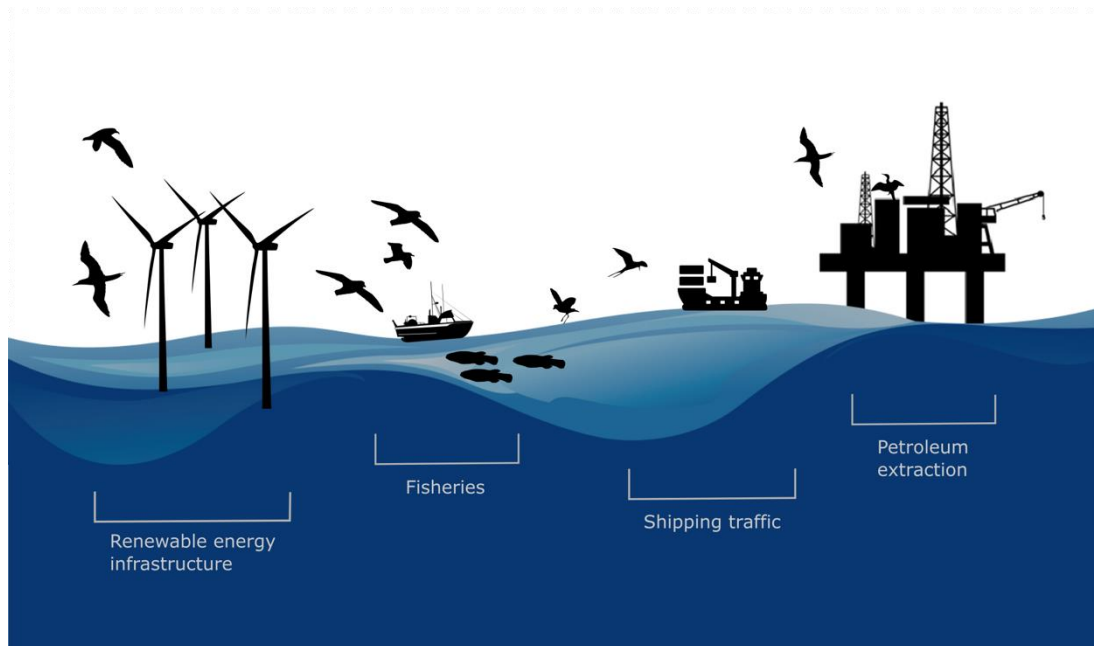 Renewable energy
infrastructure
Fisheries
Shipping traffic
Petroleum
extraction